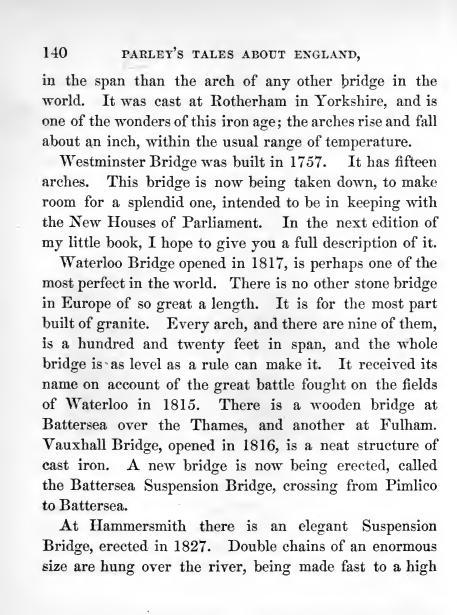 140 PARLEY'S TALES ABOUT ENGLAND,
in the span than the arch of any other bridge in the
world. It was cast at Rotherham in Yorkshire, and is
one of the wonders of this iron age; the arches rise and fall
about an inch, within the usual range of temperature.
Westminster Bridge was built in 1757. It has fifteen
arches. This bridge is now being taken down, to make
room for a splendid one, intended to be in keeping with
the New Houses of Parliament. In the next edition of
my little book, I hope to give you a full description of it.
Waterloo Bridge opened in 1817, is perhaps one of the
most perfect in the world. There is no other stone bridge
in Europe of so great a length. It is for the most part
built of granite. Every arch, and there are nine of them,
is a hundred and twenty feet in span, and the whole
bridge is as level as a rule can make it. It received its
name on account of the great battle fought on the fields
of Waterloo in 1815. There is a wooden bridge at
Battersea over the Thames, and another at Fulham.
Vauxhall Bridge, opened in 1816, is a neat structure of
cast iron. A new bridge is now being erected, called
the Battersea Suspension Bridge, crossing from Pimlico
to Battersea.
At Hammersmith there is an elegant Suspension
Bridge, erected in 1827. Double chains of an enormous
size are hung over the river, being made fast to a high